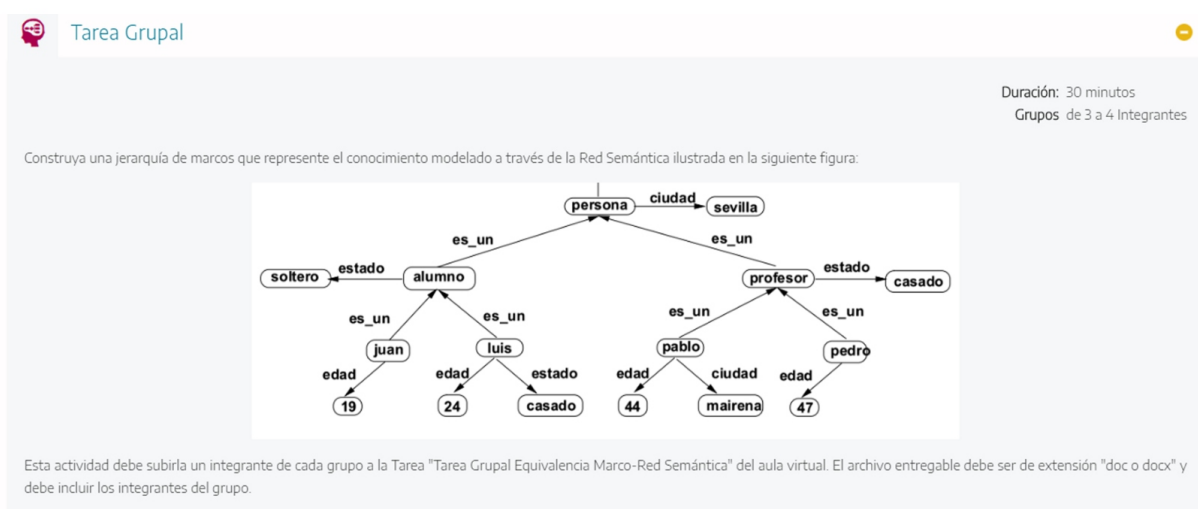 Tarea Grupal
Duración: 30 minutos
Grupos de 3 a 4 Integrantes
Construya una jerarquía de marcos que represente el conocimiento modelado a través de la Red Semántica ilustrada en la siguiente figura:
persona ciudad sevilla
es_un es_un
soltero estado alumno profesor estado casado
es_un es_un es_un es_un
juan luis pablo pedro
edad edad estado edad ciudad edad
19 24 casado 44 mairena 47
Esta actividad debe subirla un integrante de cada grupo a la Tarea "Tarea Grupal Equivalencia Marco-Red Semántica" del aula virtual. El archivo entregable debe ser de extensión "doc o docx" y
debe incluir los integrantes del grupo.